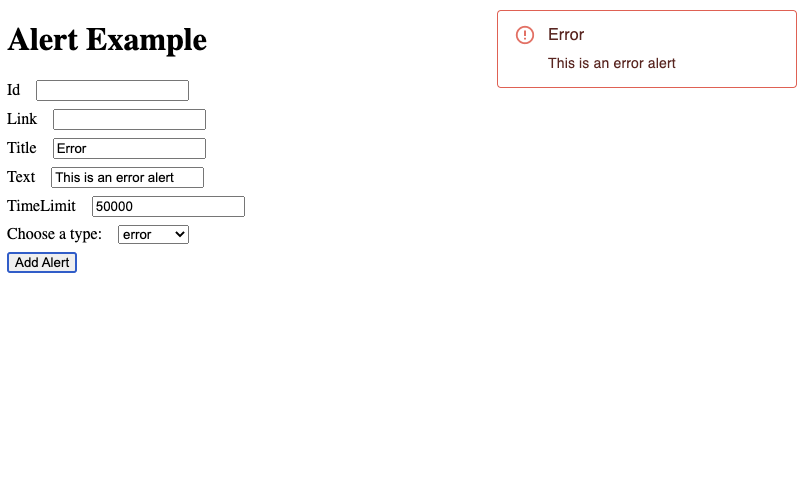 Alert Example
Id
Link
Title Error
Text This is an error alert
TimeLimit 50000
Choose a type: error
Add Alert
Error
This is an error alert